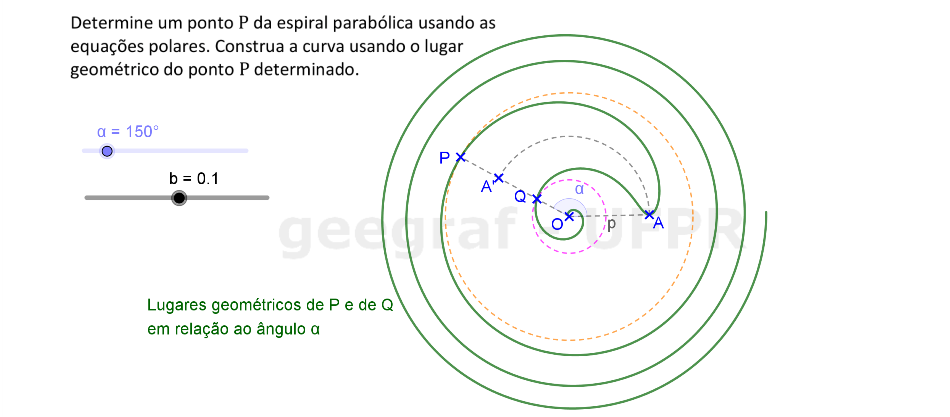 Determine um ponto P da espiral parabólica usando as
equações polares. Construa a curva usando o lugar
geométrico do ponto P determinado.
α = 150°
b = 0.1
P
A'
Q
α
O
p
A
geegraf UFPR
Lugares geométricos de P e de Q
em relação ao ângulo α